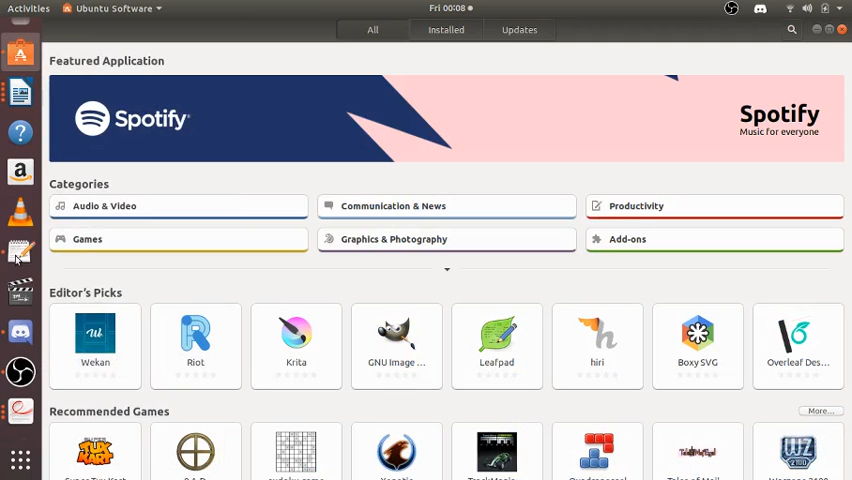 Activities Ubuntu Software Fri 00:08
All Installed Updates
Featured Application
Spotify
Spotify
Music for everyone
Categories
Audio & Video Communication & News Productivity
Games Graphics & Photography Add-ons
Editor's Picks
Wekan Riot Krita GNU Image ... Leafpad hiri Boxy SVG Overleaf Des...
Recommended Games More...